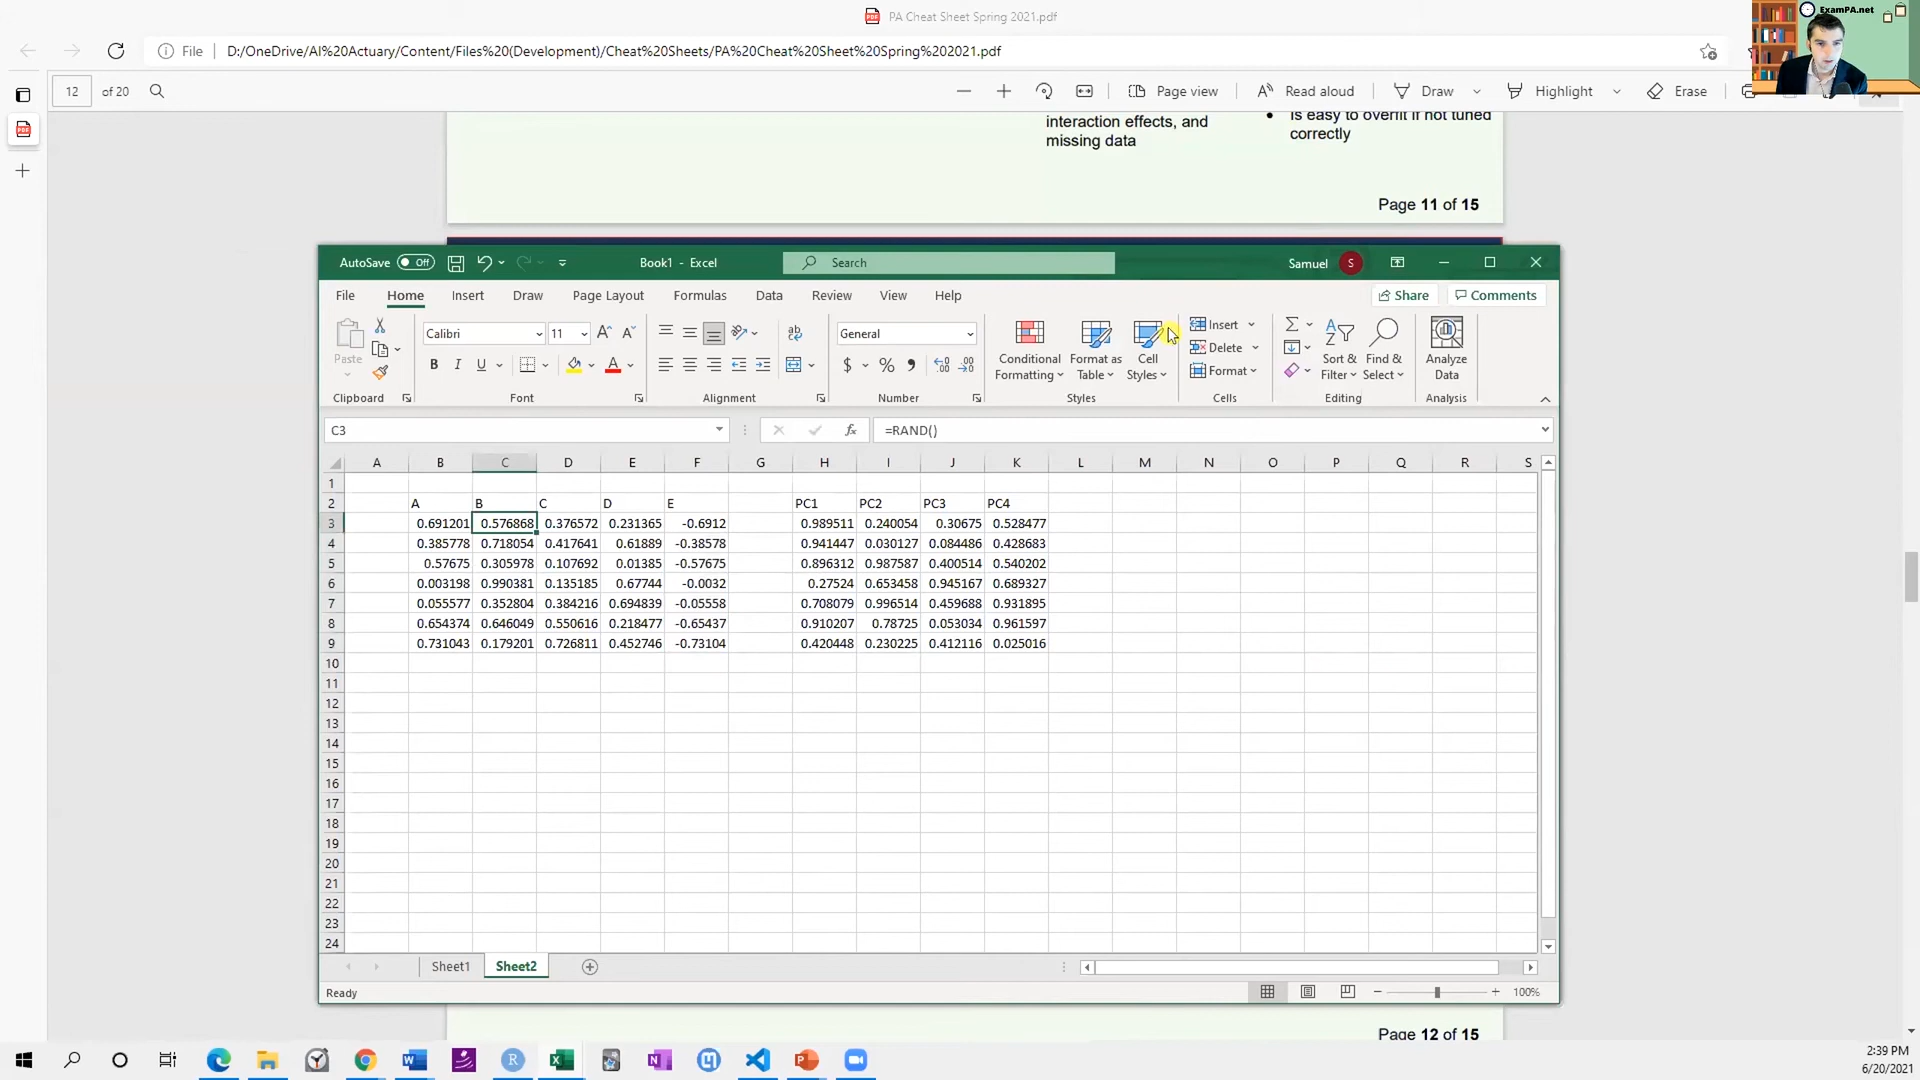 PA Cheat Sheet Spring 2021.pdf
ExamPA.net
File D:/OneDrive/AI%20Actuary/Content/Files%20(Development)/Cheat%20Sheets/PA%20Cheat%20Sheet%20Spring%202021.pdf
12 of 20 Page view Read aloud Draw Highlight Erase
interaction effects, and
missing data
Is easy to overfit if not tuned
correctly
Page 11 of 15
AutoSave Off Book1 - Excel Search Samuel S
File Home Insert Draw Page Layout Formulas Data Review View Help Share Comments
Paste Calibri 11 General Conditional Formatting Format as Table Cell Styles Insert Delete Format Sort & Filter Find & Select Analyze Data
Clipboard Font Alignment Number Styles Cells Editing Analysis
C3 =RAND()
A B C D E F G H I J K L M N O P Q R S
1
2 A B C D E PC1 PC2 PC3 PC4
3 0.691201 0.576868 0.376572 0.231365 -0.6912 0.989511 0.240054 0.30675 0.528477
4 0.385778 0.718054 0.417641 0.61889 -0.38578 0.941447 0.030127 0.084486 0.428683
5 0.57675 0.305978 0.107692 0.01385 -0.57675 0.896312 0.987587 0.400514 0.540202
6 0.003198 0.990381 0.135185 0.67744 -0.0032 0.27524 0.653458 0.945167 0.689327
7 0.055577 0.352804 0.384216 0.694839 -0.05558 0.708079 0.996514 0.459688 0.931895
8 0.654374 0.646049 0.550616 0.218477 -0.65437 0.910207 0.78725 0.053034 0.961597
9 0.731043 0.179201 0.726811 0.452746 -0.73104 0.420448 0.230225 0.412116 0.025016
10
11
12
13
14
15
16
17
18
19
20
21
22
23
24
Sheet1 Sheet2
Ready 100%
Page 12 of 15
2:39 PM
6/20/2021